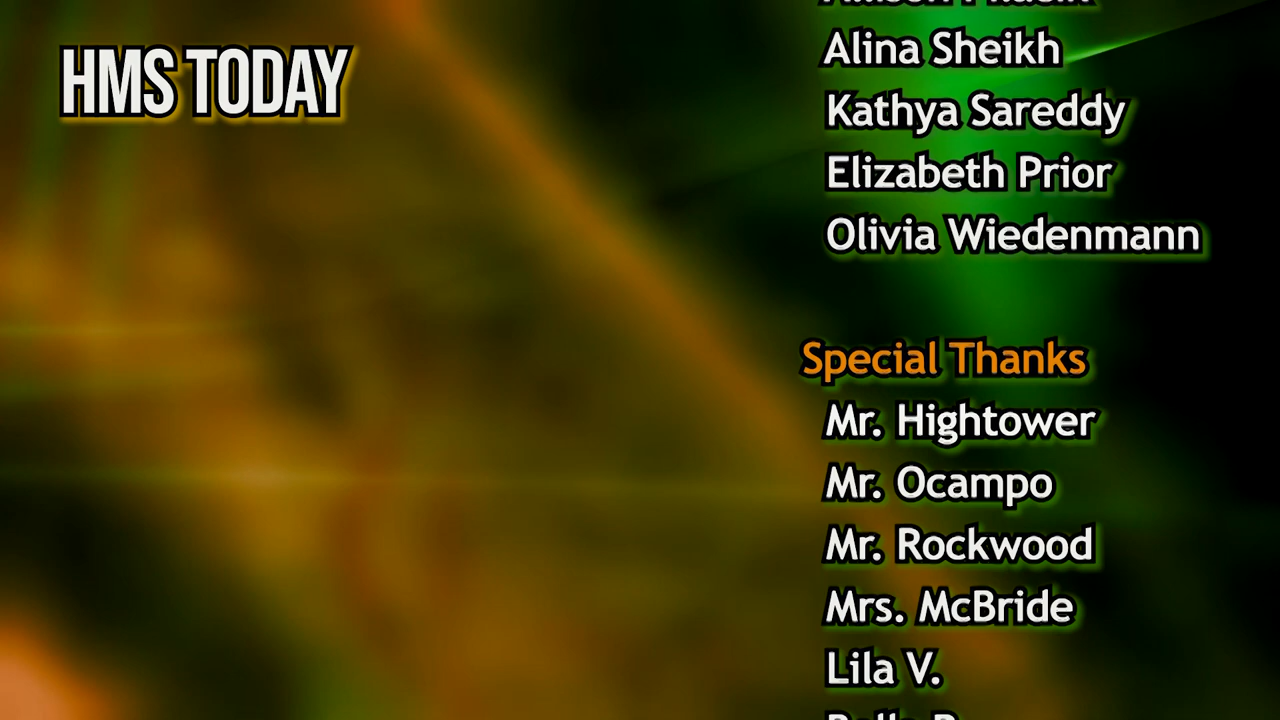 HMS TODAY
Alina Sheikh
Kathya Sareddy
Elizabeth Prior
Olivia Wiedenmann
Special Thanks
Mr. Hightower
Mr. Ocampo
Mr. Rockwood
Mrs. McBride
Lila V.